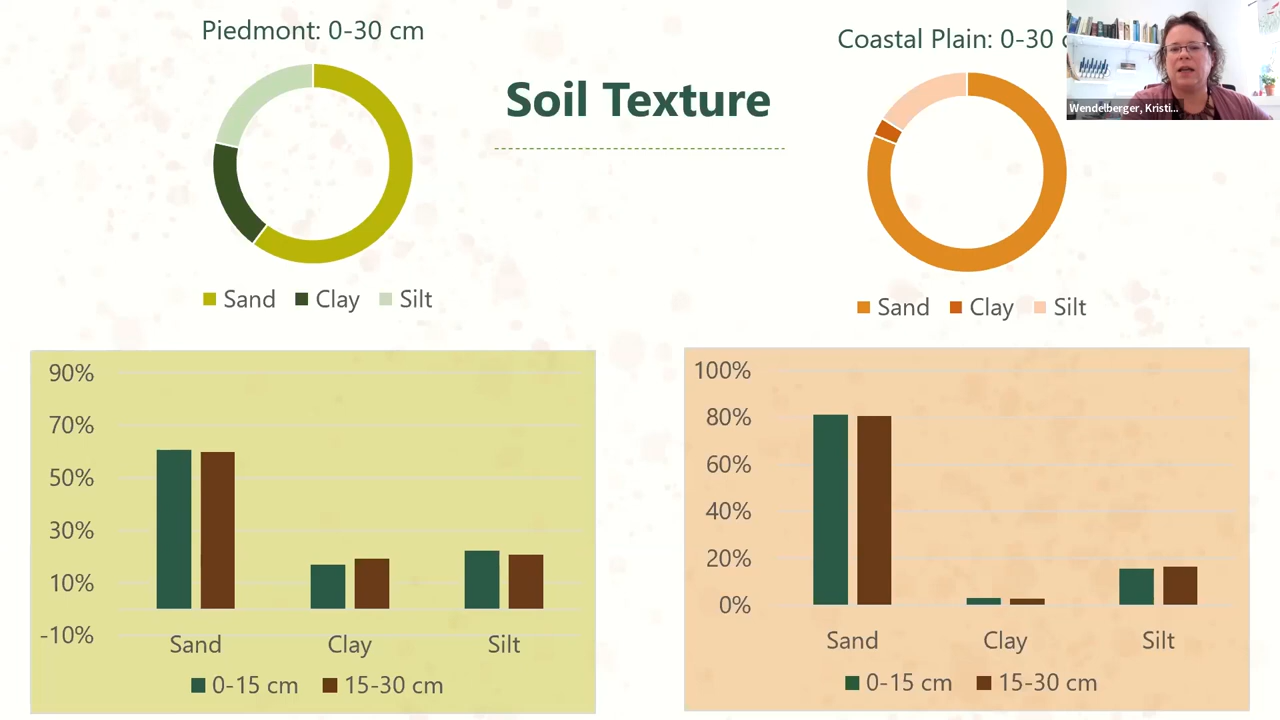 Piedmont: 0-30 cm
Soil Texture
Coastal Plain: 0-30
Wendelberger, Kristi...
Sand Clay Silt
Sand Clay Silt
90%
70%
50%
30%
10%
-10%
Sand Clay Silt
0-15 cm 15-30 cm
100%
80%
60%
40%
20%
0%
Sand Clay Silt
0-15 cm 15-30 cm